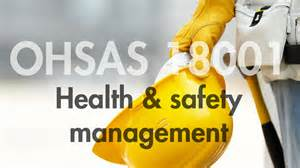 OHSAS 18001
Health & safety
management